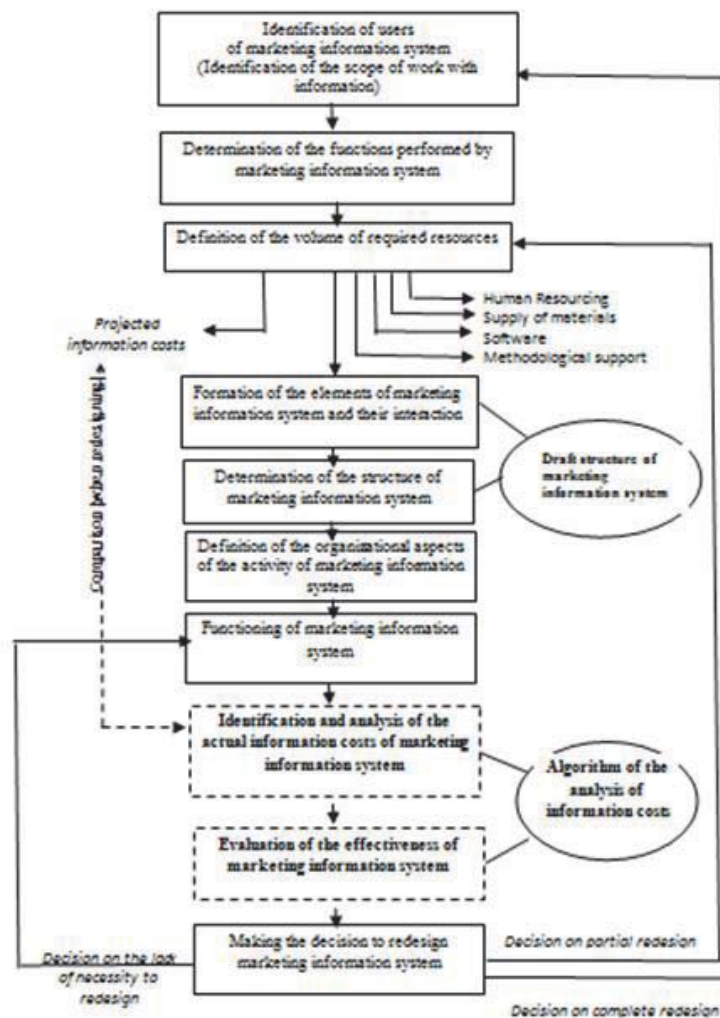 Identification of users
of marketing information system
(Identification of the scope of work with
information)
Determination of the functions performed by
marketing information system
Definition of the volume of required resources
Human Resourcing
Supply of materials
Software
Methodological support
Projected
information costs
Comparison before redesigning
Formation of the elements of marketing
information system and their interaction
Draft structure of
marketing
information system
Determination of the structure of
marketing information system
Definition of the organizational aspects
of the activity of marketing information
system
Functioning of marketing information
system
Identification and analysis of the
actual information costs of marketing
information system
Algorithm of the
analysis of
information costs
Evaluation of the effectiveness of
marketing information system
Making the decision to redesign
marketing information system
Decision on the lack
of necessity to
redesign
Decision on partial redesign
Decision on complete redesign